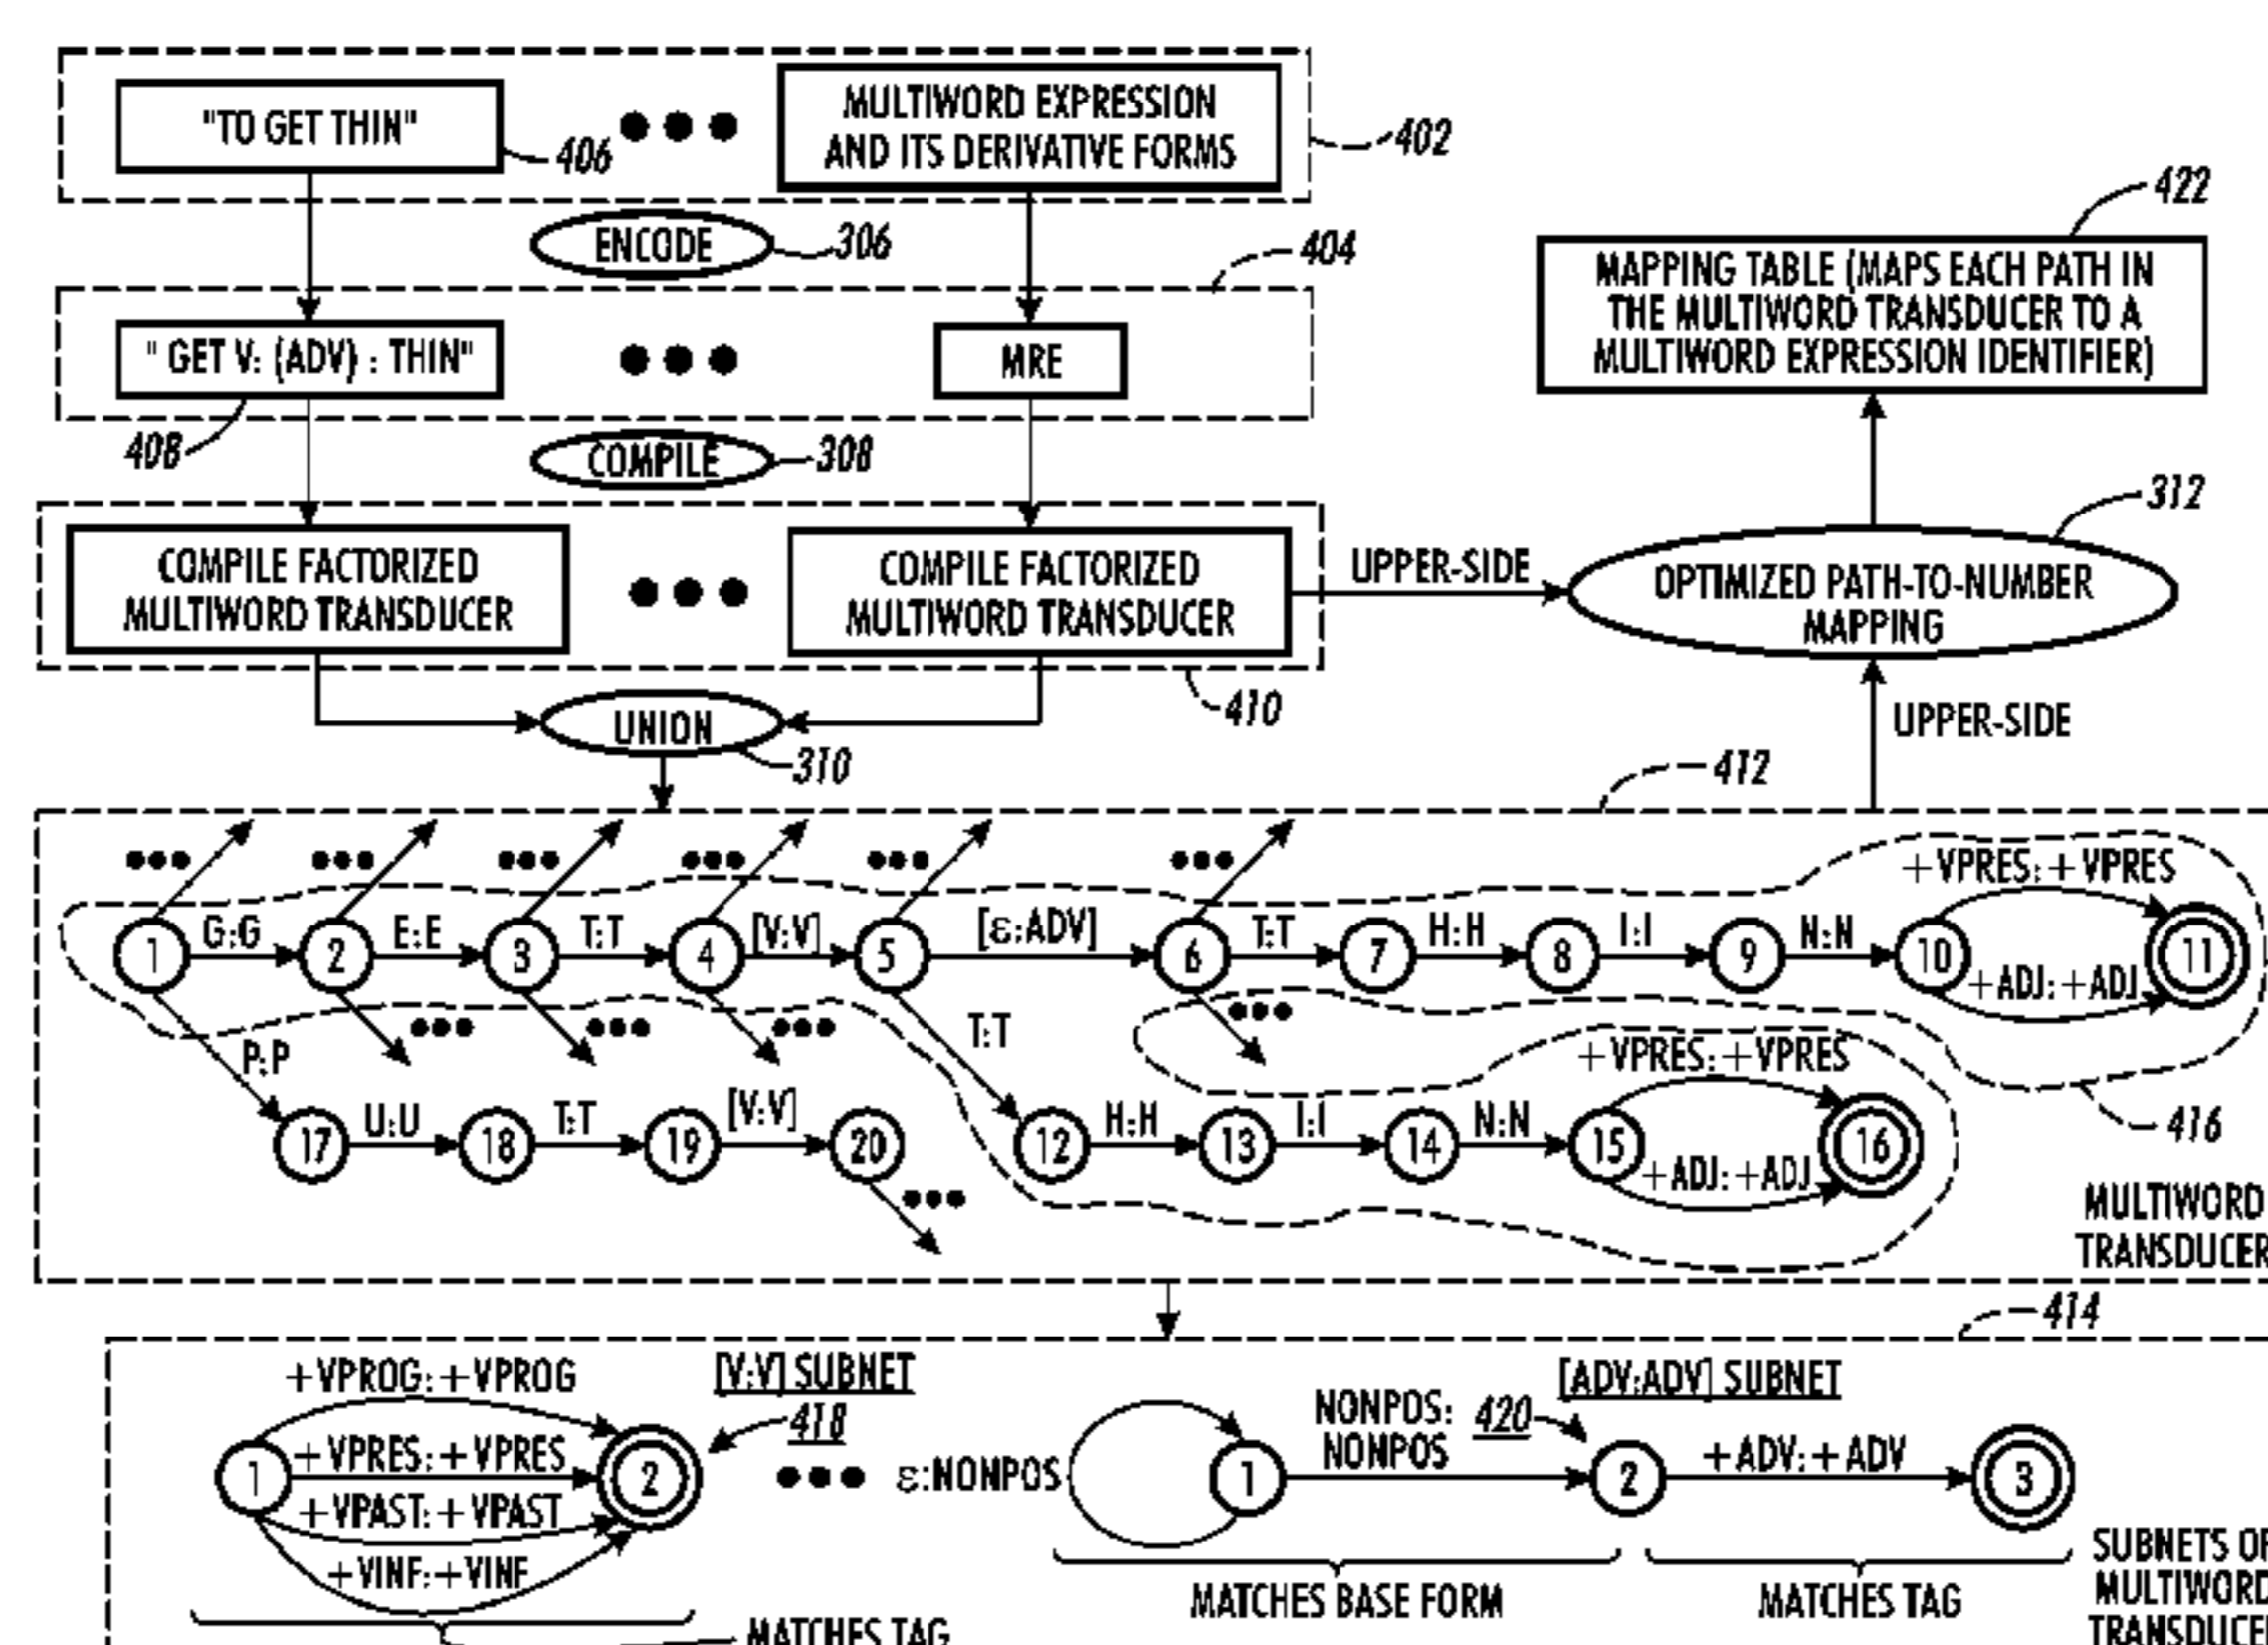 "TO GET THIN"
406
MULTIWORD EXPRESSION
AND ITS DERIVATIVE FORMS
402
ENCODE
306
404
" GET V: (ADV) : THIN"
408
MRE
COMPILE
308
422
MAPPING TABLE (MAPS EACH PATH IN
THE MULTIWORD TRANSDUCER TO A
MULTIWORD EXPRESSION IDENTIFIER)
COMPILE FACTORIZED
MULTIWORD TRANSDUCER
COMPILE FACTORIZED
MULTIWORD TRANSDUCER
410
UPPER-SIDE
312
OPTIMIZED PATH-TO-NUMBER
MAPPING
UNION
310
UPPER-SIDE
412
1
G:G
2
E:E
3
T:T
4
[V:V]
5
[ε:ADV]
6
T:T
7
H:H
8
I:I
9
N:N
10
+VPRES:+VPRES
+ADJ:+ADJ
11
416
P:P
17
U:U
18
T:T
19
[V:V]
20
T:T
12
H:H
13
I:I
14
N:N
15
+VPRES:+VPRES
+ADJ:+ADJ
16
MULTIWORD
TRANSDUCER
414
[V:V] SUBNET
418
1
+VPROG:+VPROG
+VPRES:+VPRES
+VPAST:+VPAST
+VINF:+VINF
2
MATCHES TAG
[ADV:ADV] SUBNET
420
ε:NONPOS
1
NONPOS:
NONPOS
2
+ADV:+ADV
3
MATCHES BASE FORM
MATCHES TAG
SUBNETS OF
MULTIWORD
TRANSDUCER